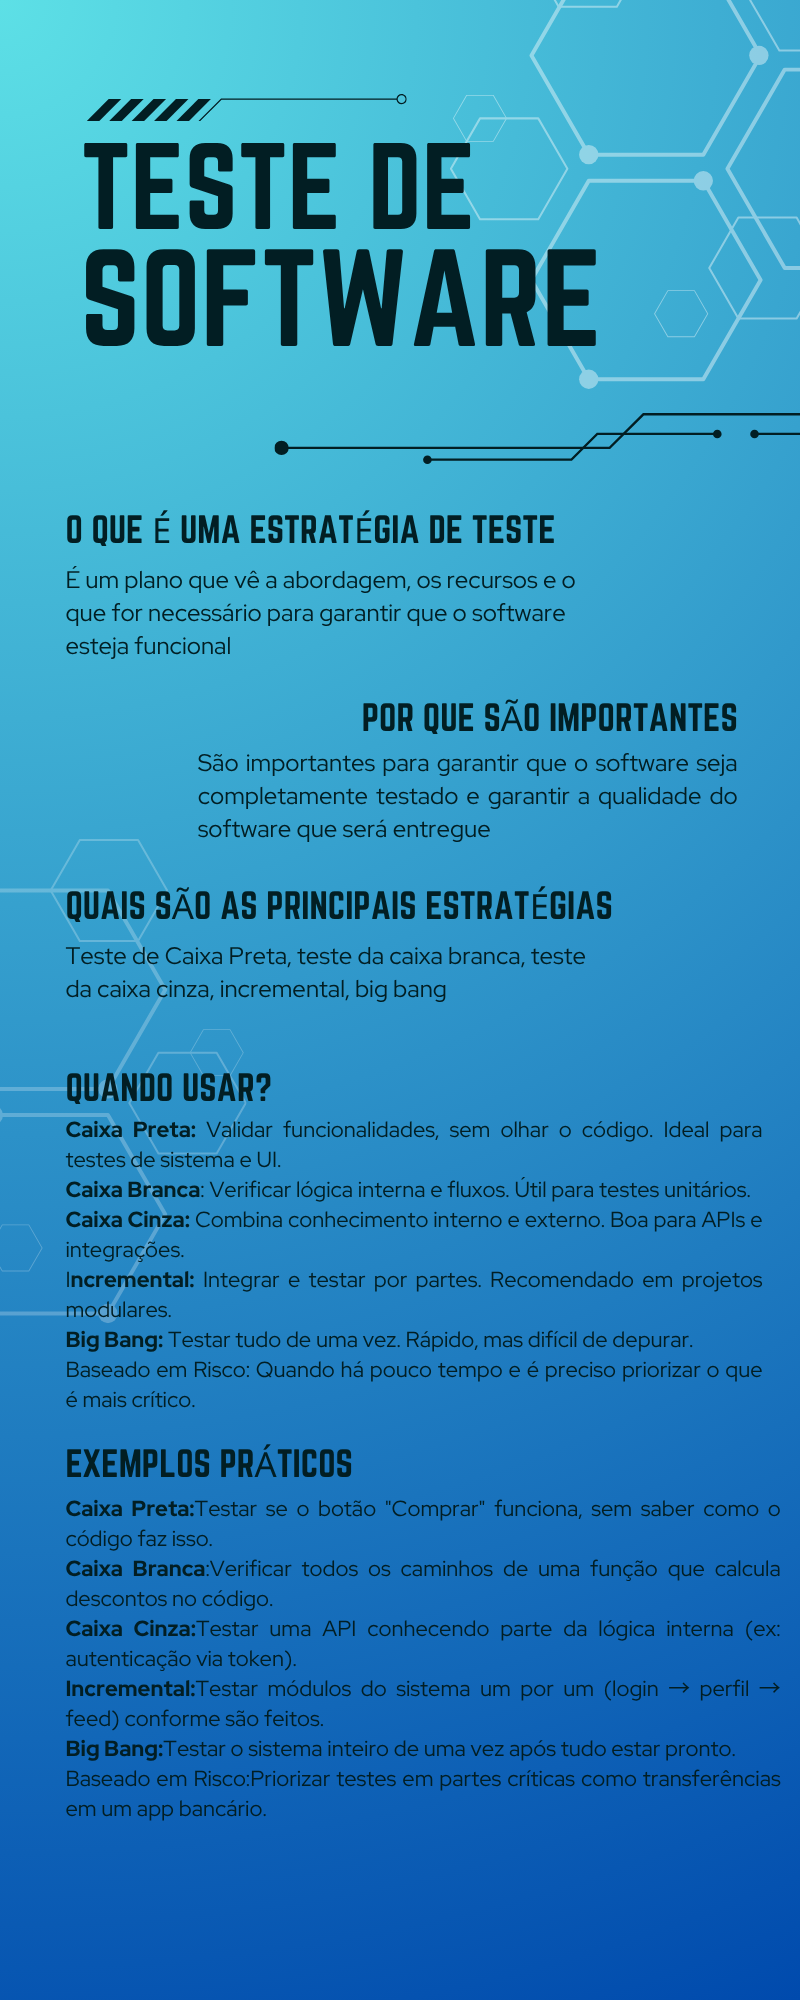 TESTE DE
SOFTWARE
O QUE É UMA ESTRATÉGIA DE TESTE
É um plano que vê a abordagem, os recursos e o
que for necessário para garantir que o software
esteja funcional
POR QUE SÃO IMPORTANTES
São importantes para garantir que o software seja
completamente testado e garantir a qualidade do
software que será entregue
QUAIS SÃO AS PRINCIPAIS ESTRATÉGIAS
Teste de Caixa Preta, teste da caixa branca, teste
da caixa cinza, incremental, big bang
QUANDO USAR?
Caixa Preta: Validar funcionalidades, sem olhar o código. Ideal para
testes de sistema e UI.
Caixa Branca: Verificar lógica interna e fluxos. Útil para testes unitários.
Caixa Cinza: Combina conhecimento interno e externo. Boa para APIs e
integrações.
Incremental: Integrar e testar por partes. Recomendado em projetos
modulares.
Big Bang: Testar tudo de uma vez. Rápido, mas difícil de depurar.
Baseado em Risco: Quando há pouco tempo e é preciso priorizar o que
é mais crítico.
EXEMPLOS PRÁTICOS
Caixa Preta:Testar se o botão "Comprar" funciona, sem saber como o
código faz isso.
Caixa Branca:Verificar todos os caminhos de uma função que calcula
descontos no código.
Caixa Cinza:Testar uma API conhecendo parte da lógica interna (ex:
autenticação via token).
Incremental:Testar módulos do sistema um por um (login → perfil →
feed) conforme são feitos.
Big Bang:Testar o sistema inteiro de uma vez após tudo estar pronto.
Baseado em Risco:Priorizar testes em partes críticas como transferências
em um app bancário.